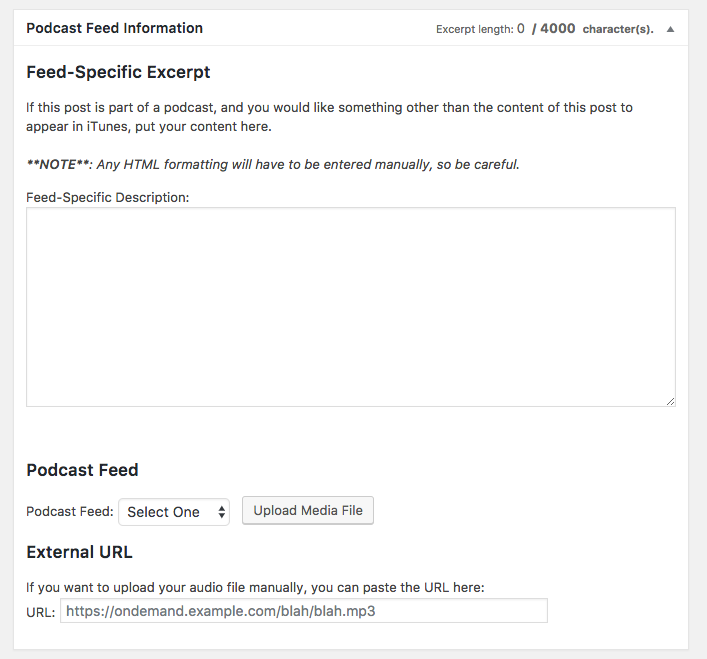 Podcast Feed Information Excerpt length: 0 / 4000 character(s).
Feed-Specific Excerpt
If this post is part of a podcast, and you would like something other than the content of this post to
appear in iTunes, put your content here.
**NOTE**: Any HTML formatting will have to be entered manually, so be careful.
Feed-Specific Description:
Podcast Feed
Podcast Feed: Select One Upload Media File
External URL
If you want to upload your audio file manually, you can paste the URL here:
URL: https://ondemand.example.com/blah/blah.mp3